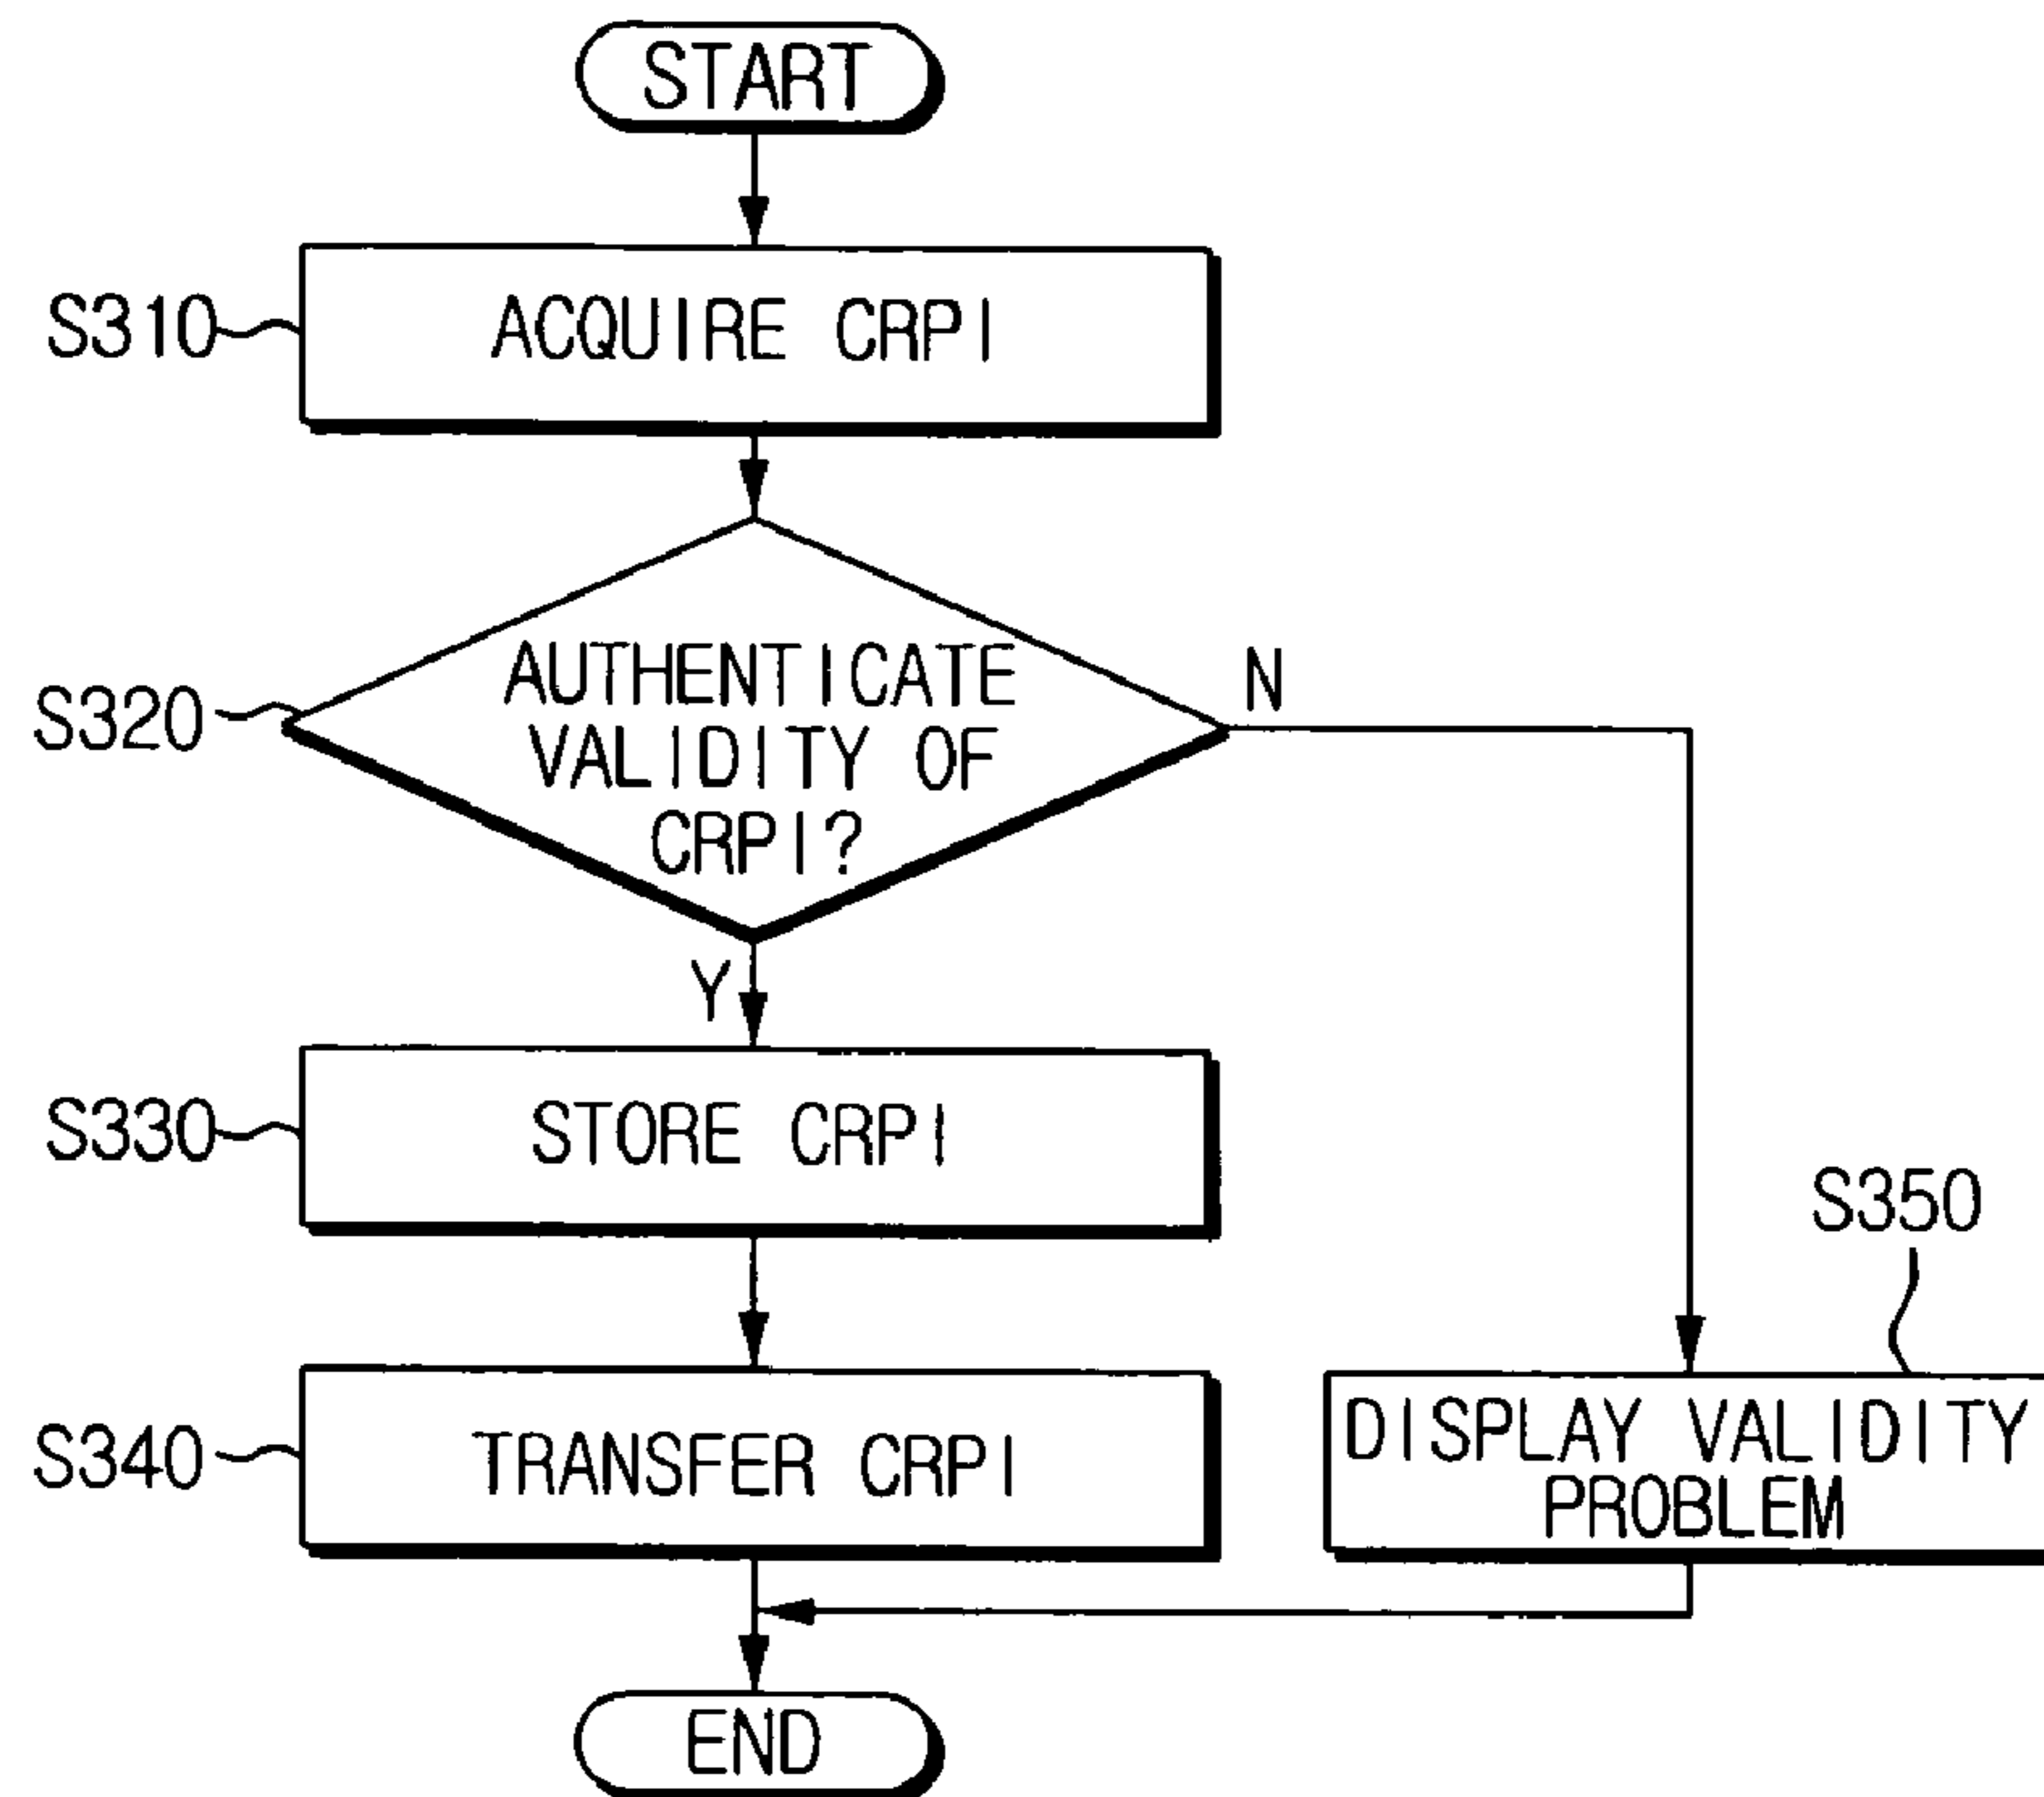 START
S310
ACQUIRE CRPI
S320
AUTHENTICATE
VALIDITY OF
CRPI?
N
Y
S330
STORE CRPI
S350
S340
TRANSFER CRPI
DISPLAY VALIDITY
PROBLEM
END